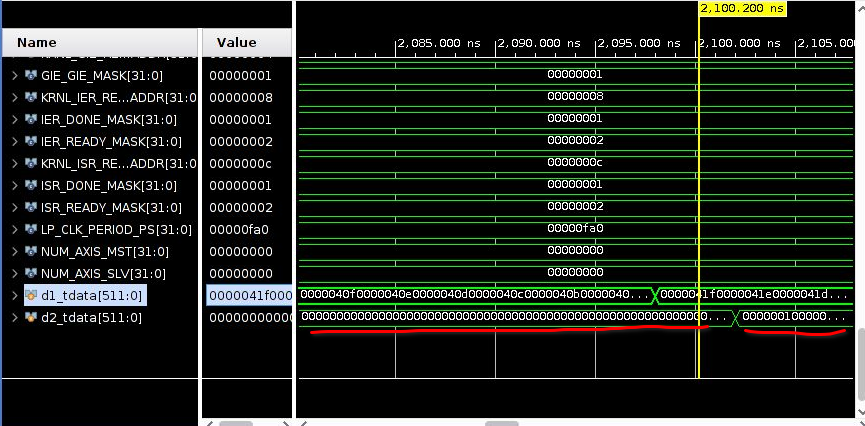 2,100.200 ns
Name Value
2,085.000 ns 2,090.000 ns 2,095.000 ns 2,100.000 ns 2,105.00
GIE_GIE_MASK[31:0] 00000001 00000001
KRNL_IER_RE...ADDR[31:0 00000008 00000008
IER_DONE_MASK[31:0] 00000001 00000001
IER_READY_MASK[31:0] 00000002 00000002
KRNL_ISR_RE...ADDR[31:0 0000000c 0000000c
ISR_DONE_MASK[31:0] 00000001 00000001
ISR_READY_MASK[31:0] 00000002 00000002
LP_CLK_PERIOD_PS[31:0] 00000fa0 00000fa0
NUM_AXIS_MST[31:0] 00000000 00000000
NUM_AXIS_SLV[31:0] 00000000 00000000
d1_tdata[511:0] 0000041f000 0000040f0000040e0000040d0000040c0000040b0000040... 0000041f0000041e0000041d...
d2_tdata[511:0] 000000100000...